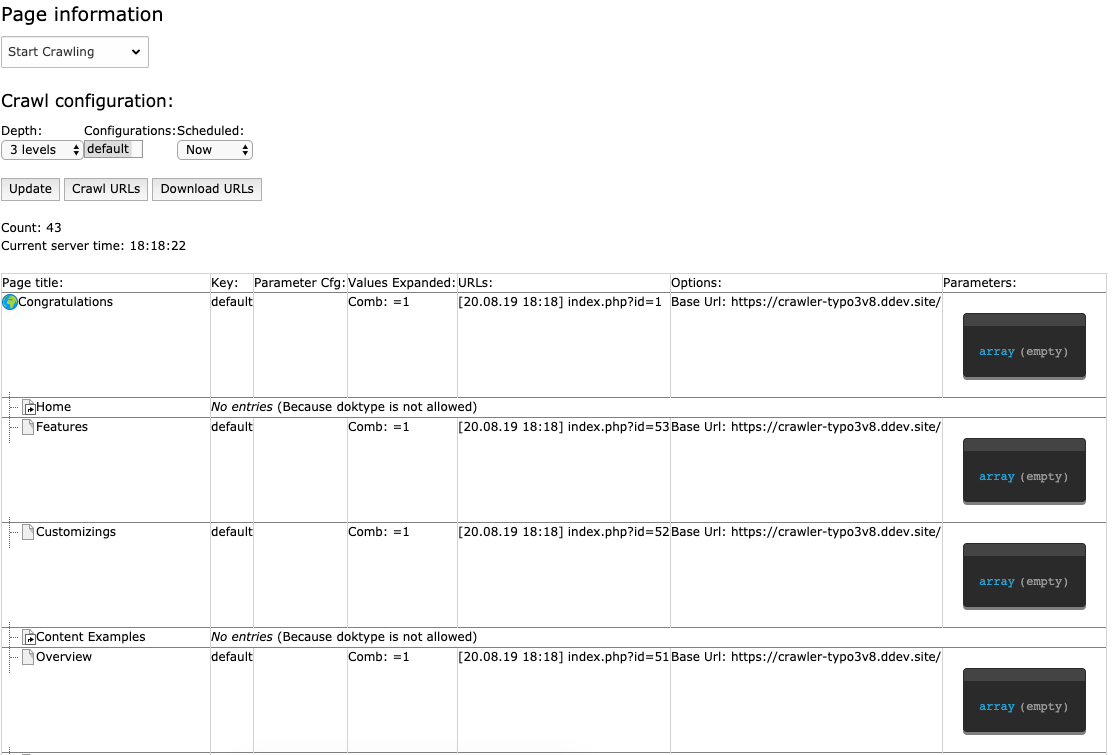 Page information
Start Crawling
Crawl configuration:
Depth: Configurations: Scheduled:
3 levels default Now
Update Crawl URLs Download URLs
Count: 43
Current server time: 18:18:22
Page title: Key: Parameter Cfg: Values Expanded: URLs: Options: Parameters:
Congratulations default Comb: =1 [20.08.19 18:18] index.php?id=1 Base Url: https://crawler-typo3v8.ddev.site/
array (empty)
Home No entries (Because doktype is not allowed)
Features default Comb: =1 [20.08.19 18:18] index.php?id=53 Base Url: https://crawler-typo3v8.ddev.site/
array (empty)
Customizings default Comb: =1 [20.08.19 18:18] index.php?id=52 Base Url: https://crawler-typo3v8.ddev.site/
array (empty)
Content Examples No entries (Because doktype is not allowed)
Overview default Comb: =1 [20.08.19 18:18] index.php?id=51 Base Url: https://crawler-typo3v8.ddev.site/
array (empty)